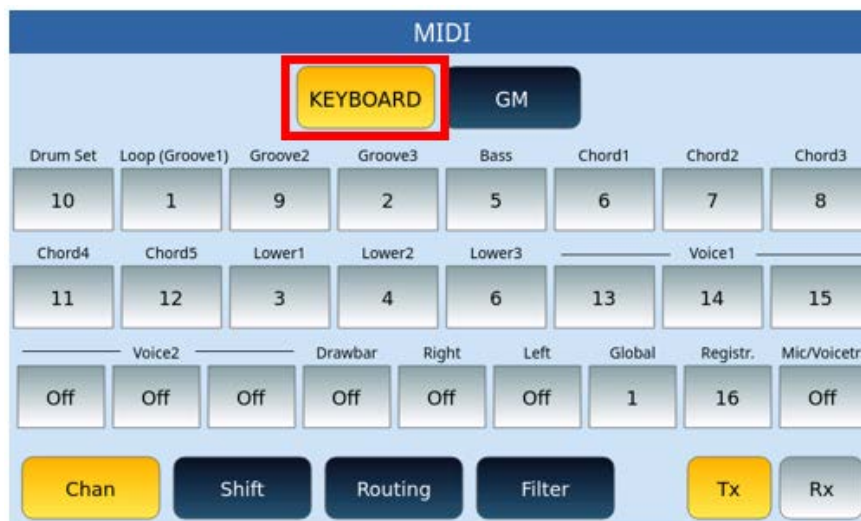 MIDI
KEYBOARD GM
Drum Set Loop (Groove1) Groove2 Groove3 Bass Chord1 Chord2 Chord3
10 1 9 2 5 6 7 8
Chord4 Chord5 Lower1 Lower2 Lower3 Voice1
11 12 3 4 6 13 14 15
Voice2 Drawbar Right Left Global Registr. Mic/Voicetr
Off Off Off Off Off Off 1 16 Off
Chan Shift Routing Filter Tx Rx